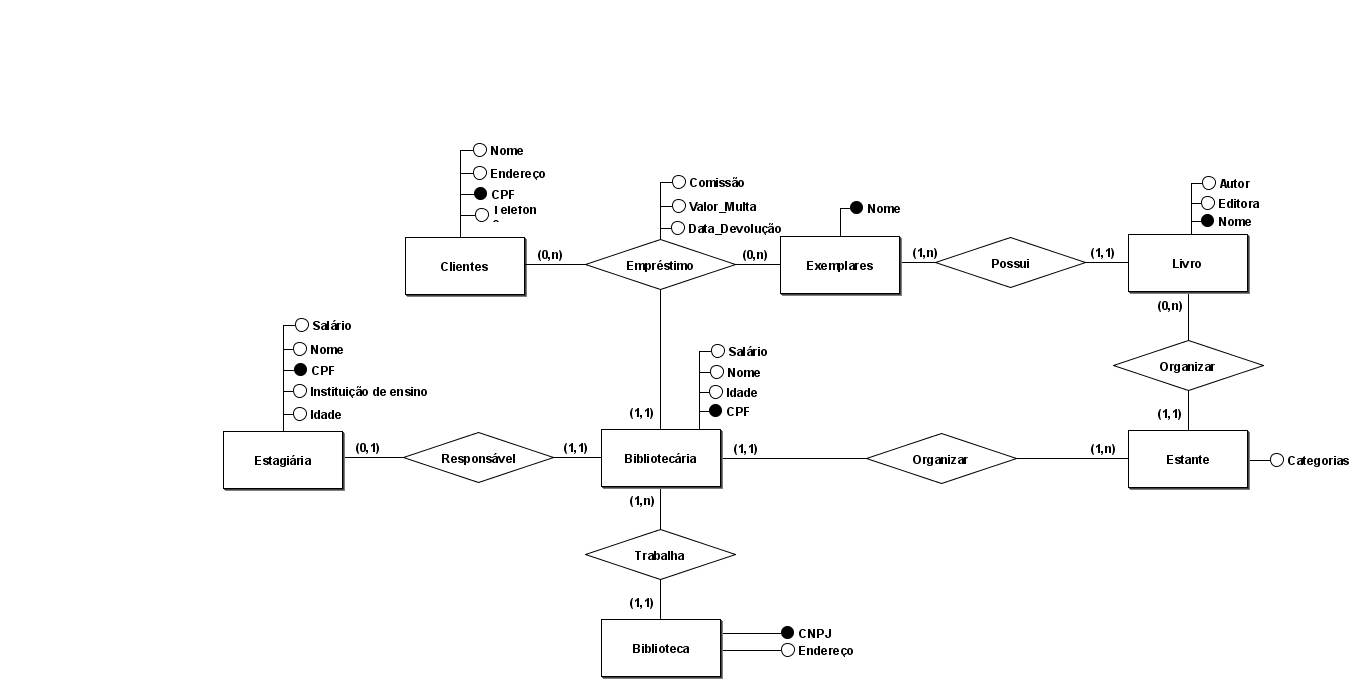 Nome
Endereço
CPF
Comissão
Valor_Multa
Data_Devolução
Nome
Autor
Editora
Nome
Clientes
(0,n)
Empréstimo
(0,n)
Exemplares
(1,n)
Possui
(1,1)
Livro
(0,n)
Organizar
(1,1)
Salário
Nome
CPF
Instituição de ensino
Idade
Salário
Nome
Idade
CPF
(1,1)
Estagiária
(0,1)
Responsável
(1,1)
Bibliotecária
(1,1)
Organizar
(1,n)
Estante
Categorias
(1,n)
Trabalha
(1,1)
Biblioteca
CNPJ
Endereço